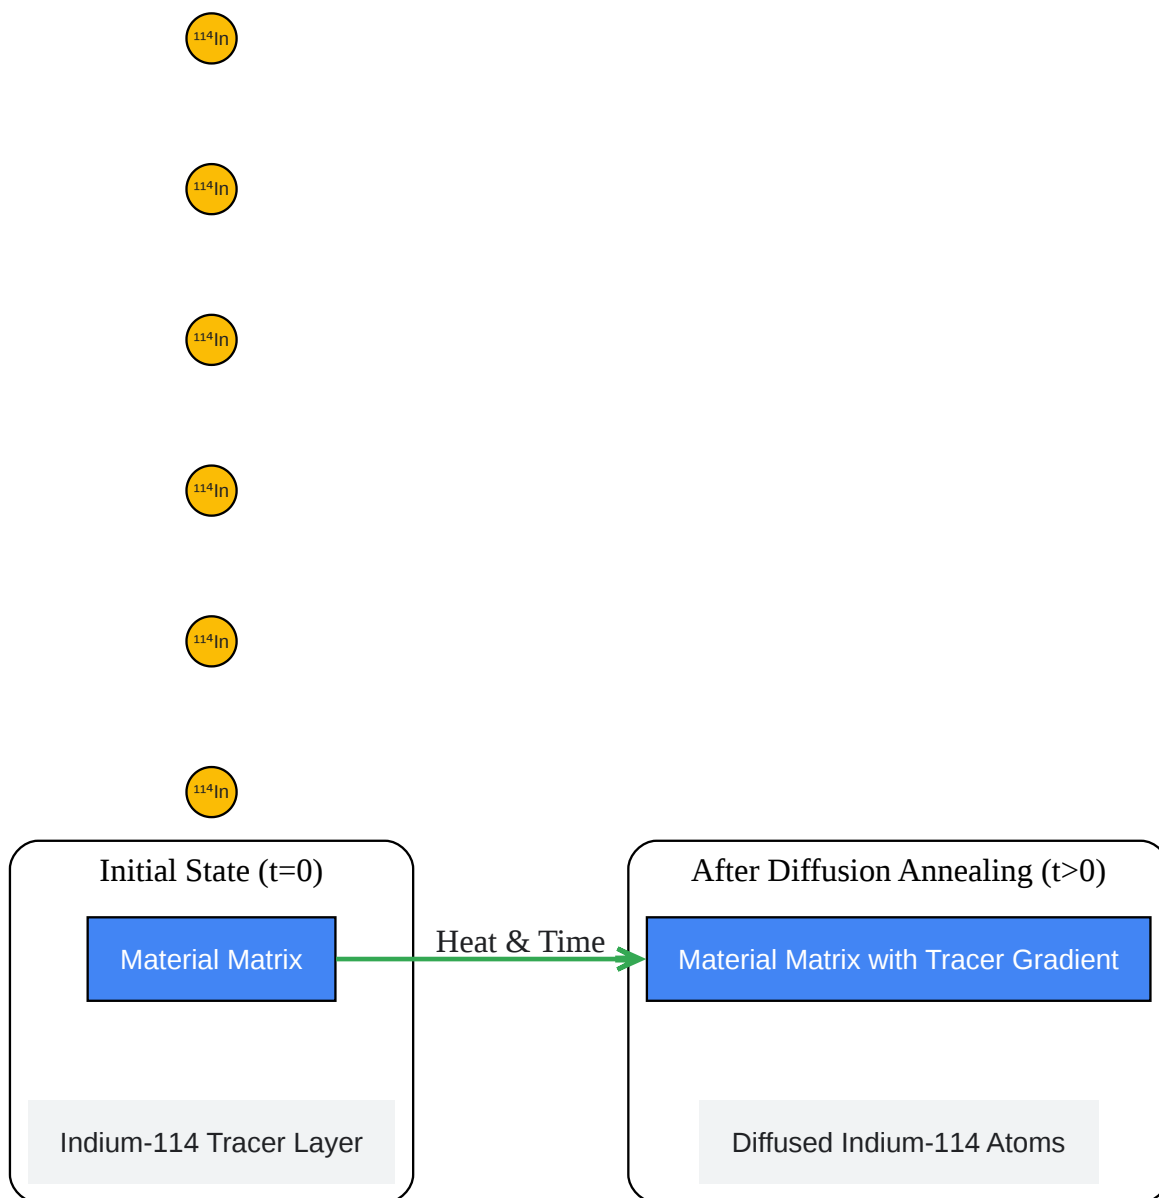 ¹¹⁴In
¹¹⁴In
¹¹⁴In
¹¹⁴In
¹¹⁴In
¹¹⁴In
Initial State (t=0)
Material Matrix
Indium-114 Tracer Layer
Heat & Time
After Diffusion Annealing (t>0)
Material Matrix with Tracer Gradient
Diffused Indium-114 Atoms